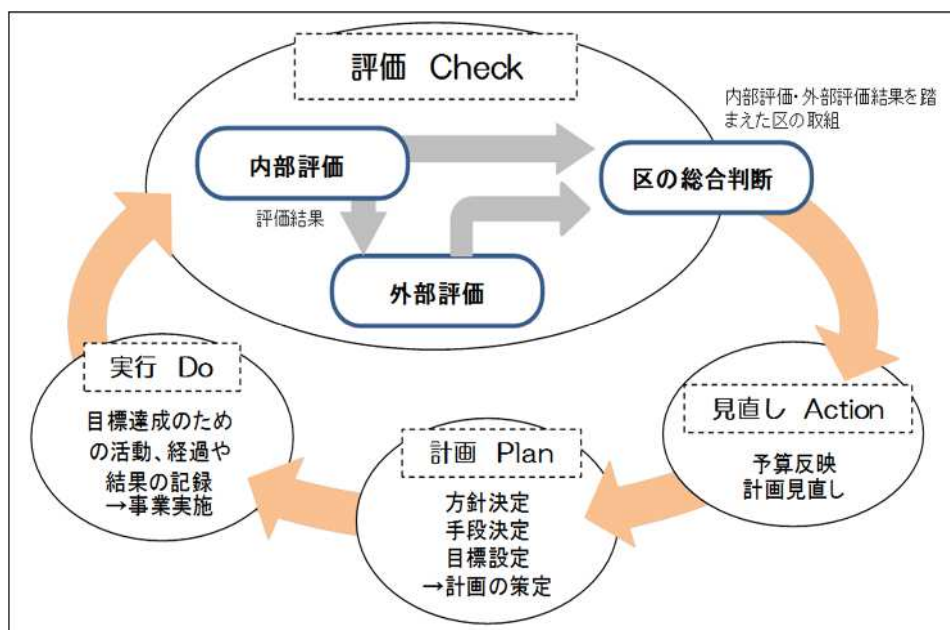 評価 Check
内部評価・外部評価結果を踏
まえた区の取組
内部評価
区の総合判断
評価結果
外部評価
実行 Do
目標達成のため
の活動、経過や
結果の記録
→事業実施
計画 Plan
方針決定
手段決定
目標設定
→計画の策定
見直し Action
予算反映
計画見直し